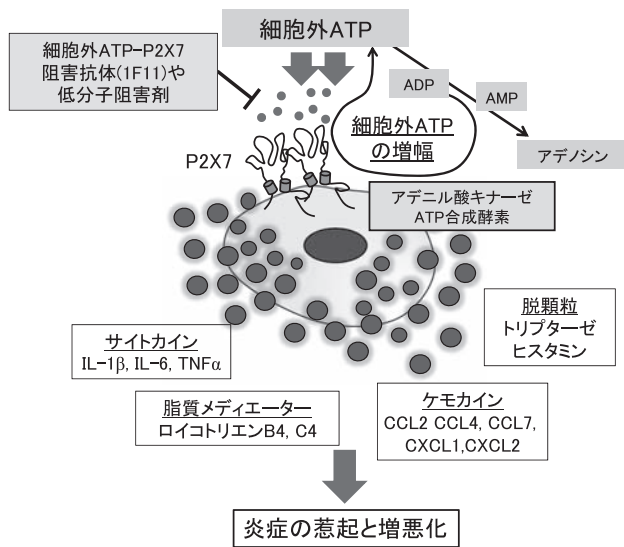 細胞外ATP
細胞外ATP-P2X7
阻害抗体(1F11)や
低分子阻害剤
ADP
AMP
アデノシン
細胞外ATP
の増幅
P2X7
アデニル酸キナーゼ
ATP合成酵素
脱顆粒
トリプターゼ
ヒスタミン
サイトカイン
IL-1β, IL-6, TNFα
脂質メディエーター
ロイコトリエンB4, C4
ケモカイン
CCL2 CCL4, CCL7,
CXCL1,CXCL2
炎症の惹起と増悪化